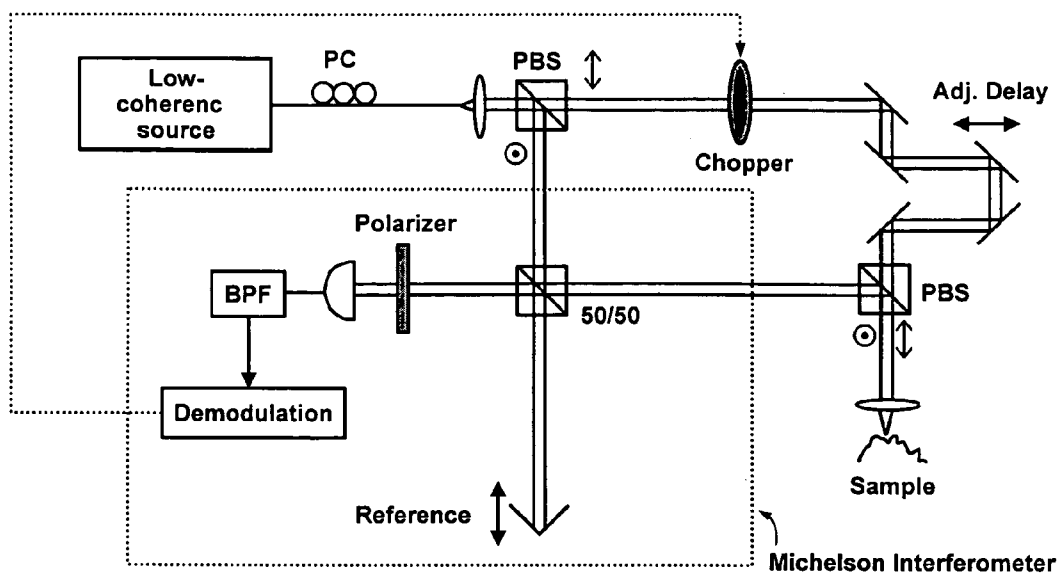 PC
PBS
Low-
coherenc
source
Adj. Delay
Chopper
Polarizer
BPF
50/50
PBS
Demodulation
Sample
Reference
Michelson Interferometer